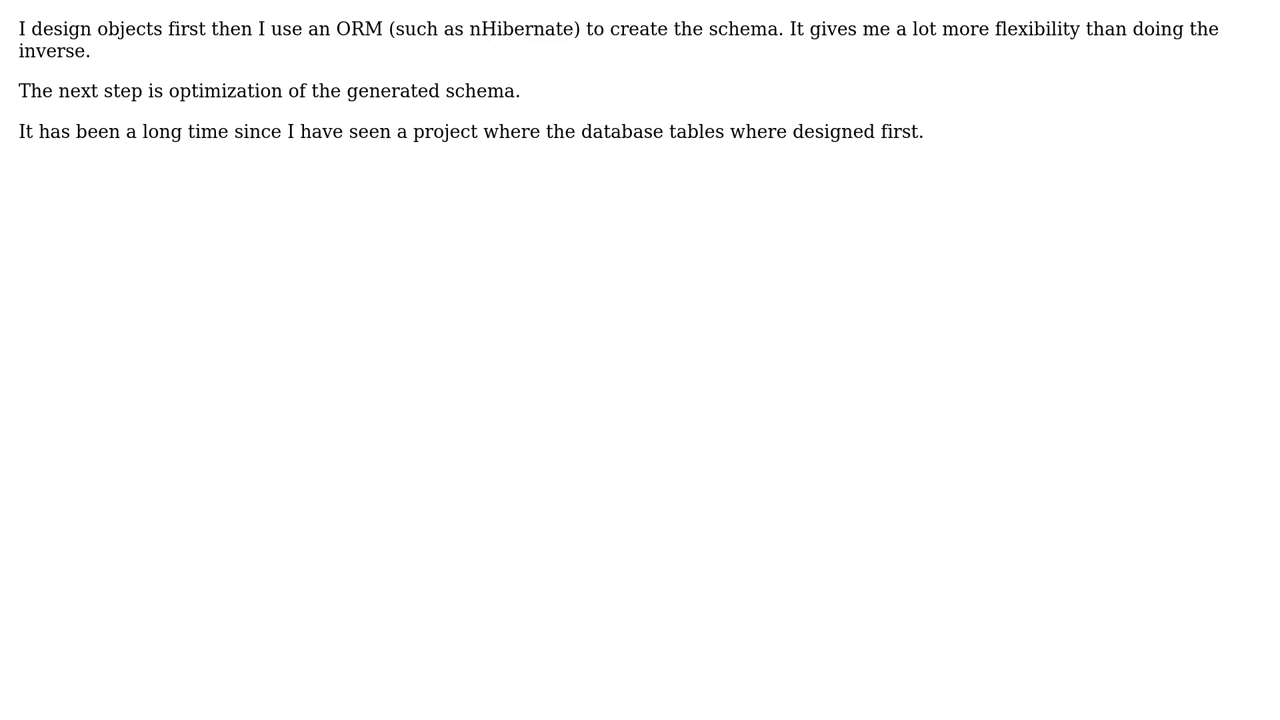 I design objects first then I use an ORM (such as nHibernate) to create the schema. It gives me a lot more flexibility than doing the
inverse.
The next step is optimization of the generated schema.
It has been a long time since I have seen a project where the database tables where designed first.